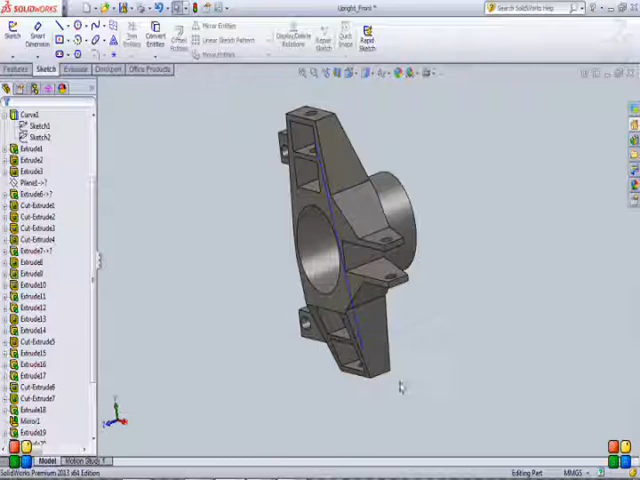 SOLIDWORKS
Upright_Front *
Search SolidWorks Help
Sketch
Smart Dimension
Trim Entities
Convert Entities
Offset Entities
Mirror Entities
Linear Sketch Pattern
Move Entities
Display/Delete Relations
Repair Sketch
Quick Snaps
Rapid Sketch
Features
Sketch
Evaluate
DimXpert
Office Products
Curve1
Sketch1
Sketch2
Extrude1
Extrude2
Extrude3
Plane1->?
Extrude6->?
Cut-Extrude1
Cut-Extrude2
Cut-Extrude3
Cut-Extrude4
Extrude7->?
Extrude8
Extrude9
Extrude10
Extrude11
Extrude12
Extrude13
Extrude14
Cut-Extrude5
Extrude15
Extrude16
Extrude17
Cut-Extrude6
Cut-Extrude7
Extrude18
Mirror1
Extrude19
Model
Motion Study 1
SolidWorks Premium 2013 x64 Edition
Editing Part
MMGS